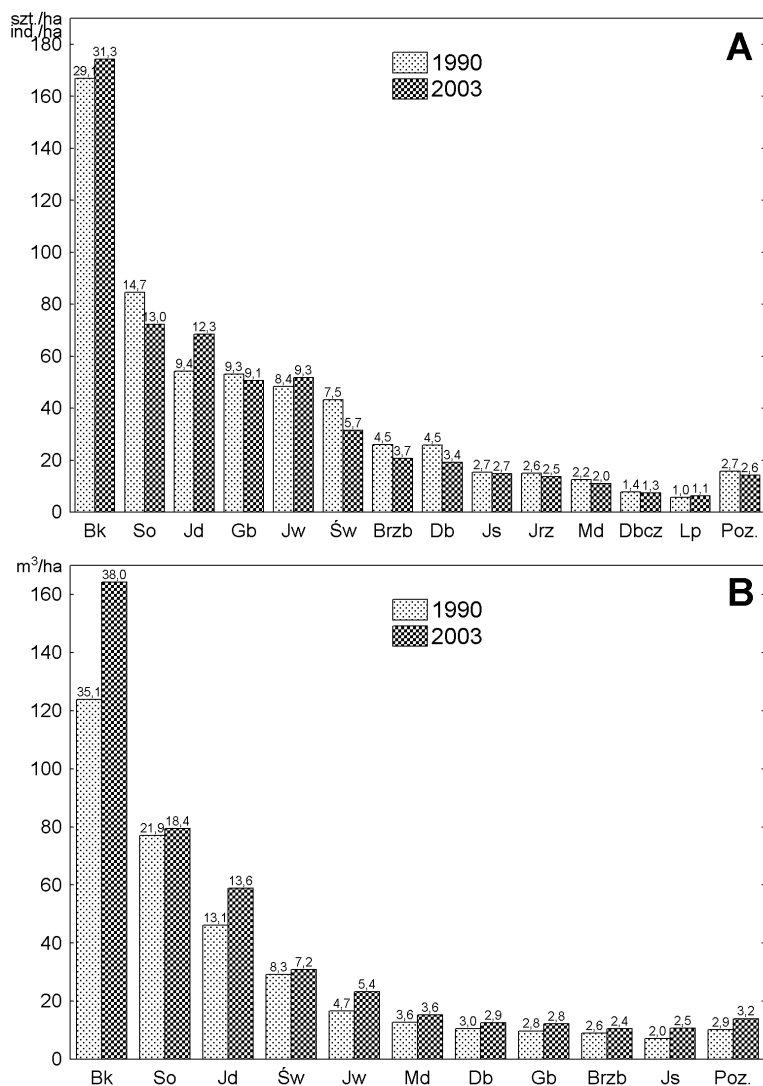 szt./ha
ind./ha
A
1990
2003
180
160
140
120
100
80
60
40
20
0
29,1 31,3 14,7 13,0 9,4 12,3 9,3 9,1 8,4 9,3 7,5 5,7 4,5 3,7 4,5 3,4 2,7 2,7 2,6 2,5 2,2 2,0 1,4 1,3 1,0 1,1 2,7 2,6
Bk So Jd Gb Jw Św Brzb Db Js Jrz Md Dbcz Lp Poz.
m³/ha
B
1990
2003
160
140
120
100
80
60
40
20
0
35,1 38,0 21,9 18,4 13,1 13,6 8,3 7,2 4,7 5,4 3,6 3,6 3,0 2,9 2,8 2,8 2,6 2,4 2,0 2,5 2,9 3,2
Bk So Jd Św Jw Md Db Gb Brzb Js Poz.